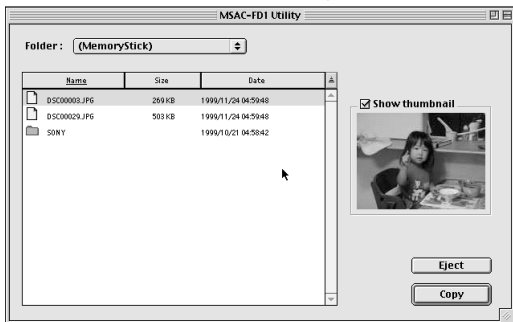 MSAC-FD1 Utility
Folder : (MemoryStick)
Name Size Date
DSC00003.JPG 269 KB 1999/11/24 04:59:48
DSC00029.JPG 503 KB 1999/11/24 04:59:48
SONY 1999/10/21 04:58:42
Show thumbnail
Eject
Copy